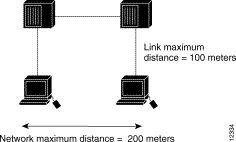 Link maximum
distance = 100 meters
Network maximum distance = 200 meters
12334